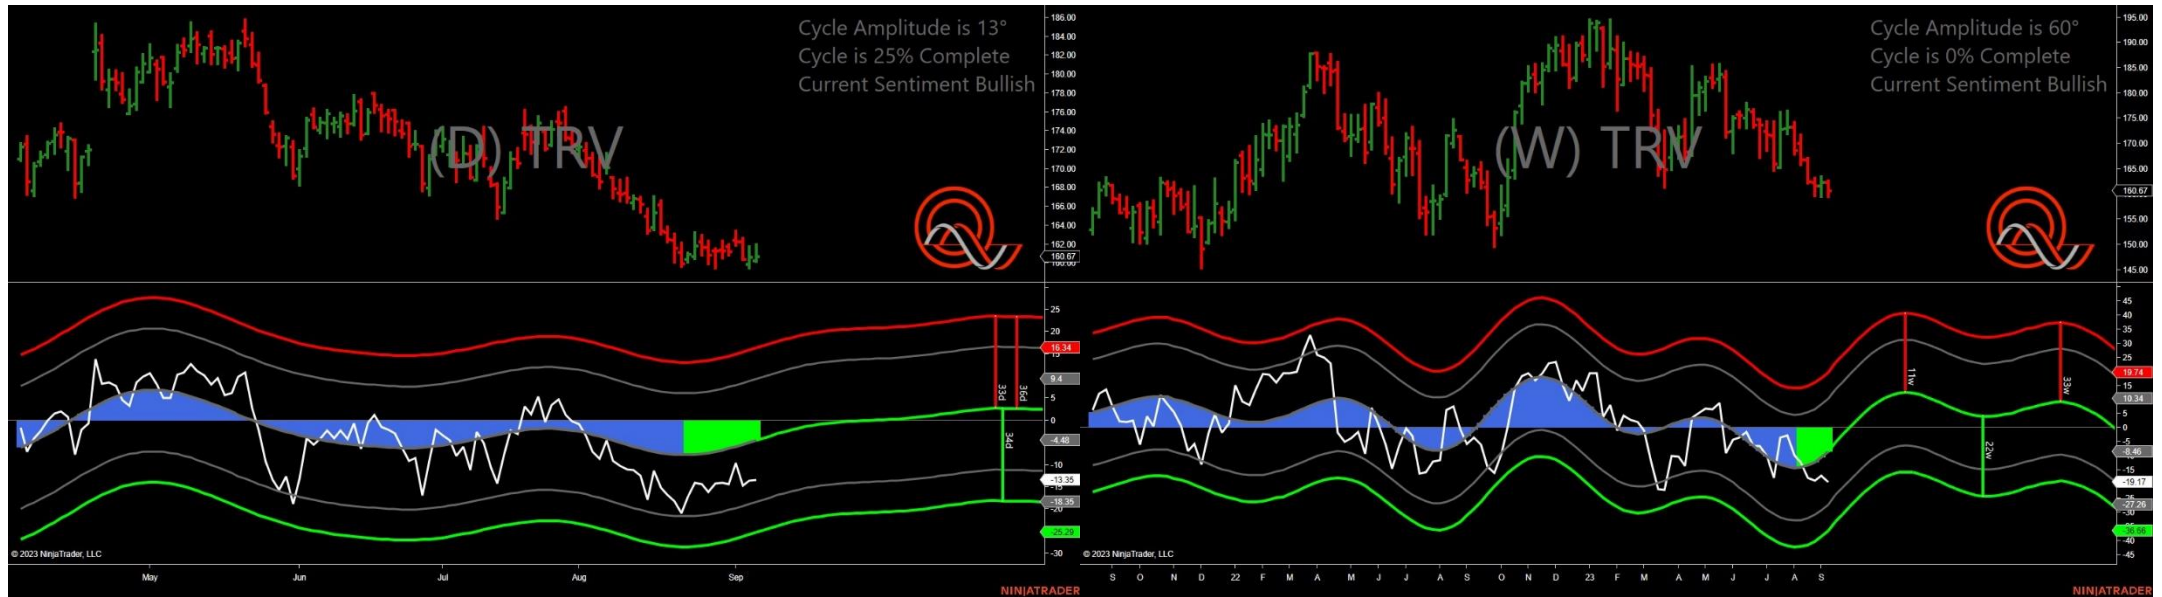 Cycle Amplitude is 13°
Cycle is 25% Complete
Current Sentiment Bullish
(D) TRV
186.00
184.00
182.00
180.00
178.00
176.00
174.00
172.00
170.00
168.00
166.00
164.00
162.00
160.67
160.00
25
20
16.34
9.4
5
0
-4.48
-10
-13.35
-18.35
-20
-25.29
-30
33d
36d
34d
© 2023 NinjaTrader, LLC
May
Jun
Jul
Aug
Sep
NINJATRADER
Cycle Amplitude is 60°
Cycle is 0% Complete
Current Sentiment Bullish
(W) TRV
195.00
190.00
185.00
180.00
175.00
170.00
165.00
160.67
155.00
150.00
145.00
45
40
35
30
25
19.74
15
10.34
5
0
-5
-8.46
-15
-19.17
-27.26
-30
-36.66
-40
-45
11w
33w
22w
© 2023 NinjaTrader, LLC
S O N D 22 F M A M J J A S O N D 23 F M A M J J A S
NINJATRADER